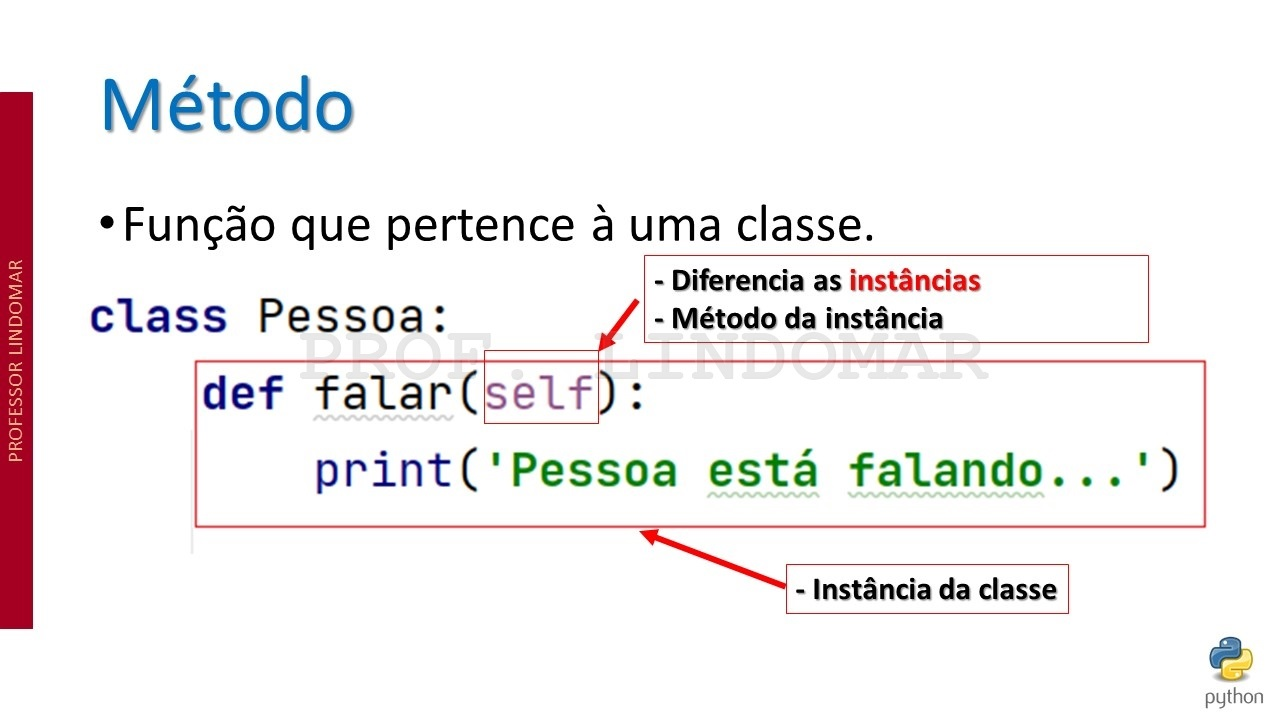 Método
•Função que pertence à uma classe.
- Diferencia as instâncias
- Método da instância
class Pessoa:
PROF. LINDOMAR
def falar(self):
print('Pessoa está falando...')
- Instância da classe
PROFESSOR LINDOMAR
python